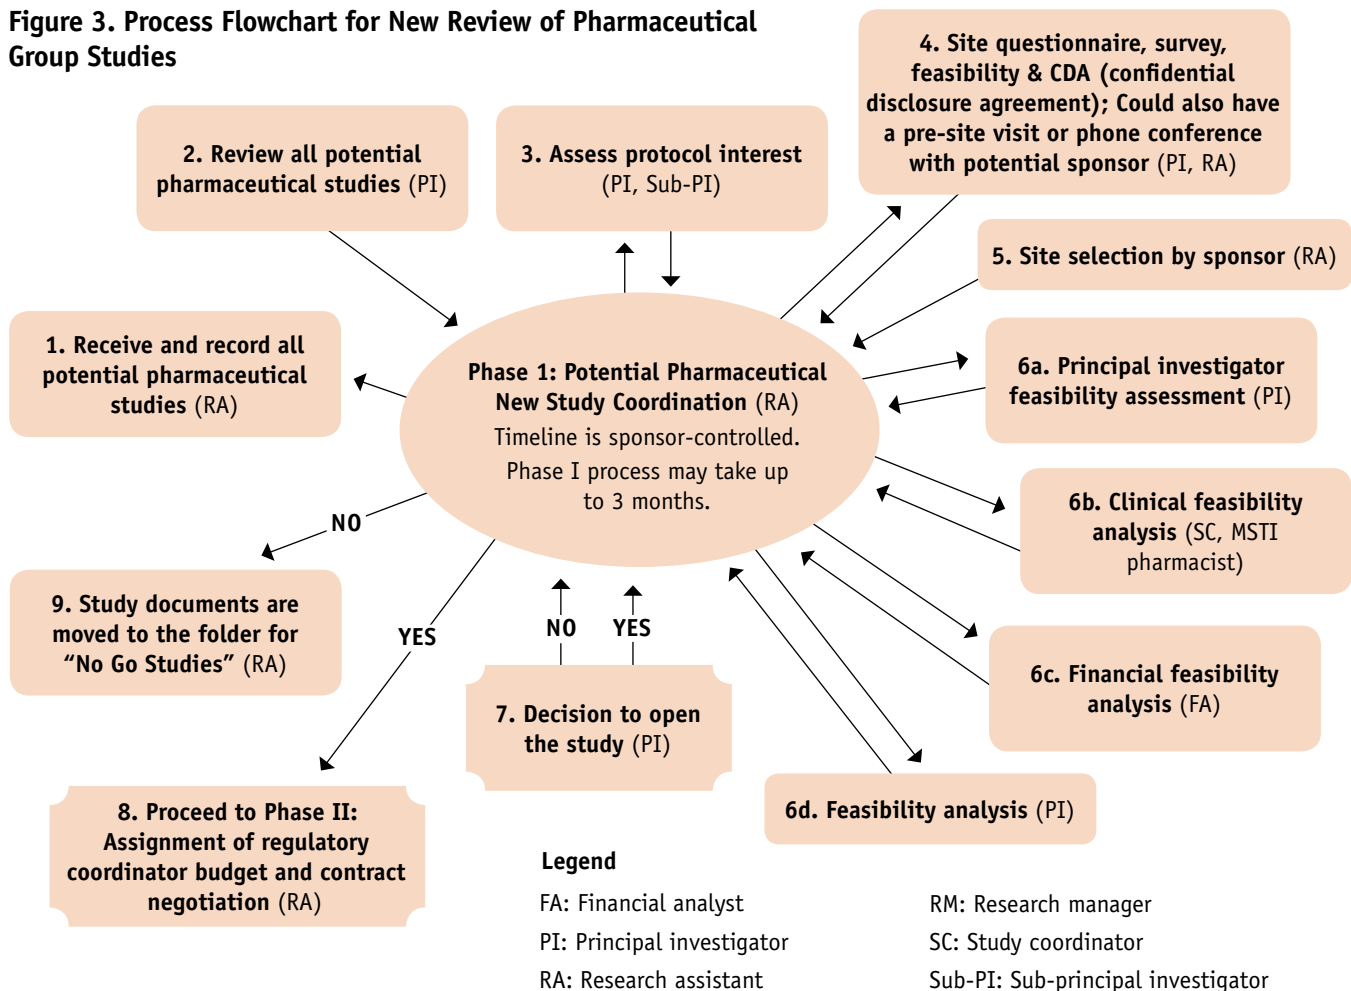 Figure 3. Process Flowchart for New Review of Pharmaceutical
Group Studies
4. Site questionnaire, survey,
feasibility & CDA (confidential
disclosure agreement); Could also have
a pre-site visit or phone conference
with potential sponsor (PI, RA)
2. Review all potential
pharmaceutical studies (PI)
3. Assess protocol interest
(PI, Sub-PI)
5. Site selection by sponsor (RA)
1. Receive and record all
potential pharmaceutical
studies (RA)
Phase 1: Potential Pharmaceutical
New Study Coordination (RA)
Timeline is sponsor-controlled.
Phase I process may take up
to 3 months.
6a. Principal investigator
feasibility assessment (PI)
6b. Clinical feasibility
analysis (SC, MSTI
pharmacist)
NO
9. Study documents are
moved to the folder for
“No Go Studies” (RA)
YES
NO
YES
6c. Financial feasibility
analysis (FA)
7. Decision to open
the study (PI)
6d. Feasibility analysis (PI)
8. Proceed to Phase II:
Assignment of regulatory
coordinator budget and contract
negotiation (RA)
Legend
FA: Financial analyst
PI: Principal investigator
RA: Research assistant
RM: Research manager
SC: Study coordinator
Sub-PI: Sub-principal investigator